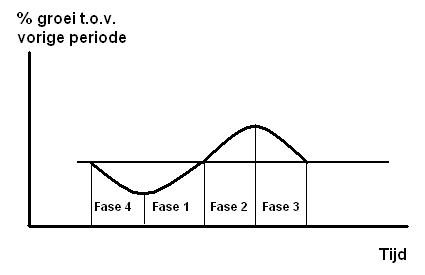 % groei t.o.v.
vorige periode
Fase 4
Fase 1
Fase 2
Fase 3
Tijd